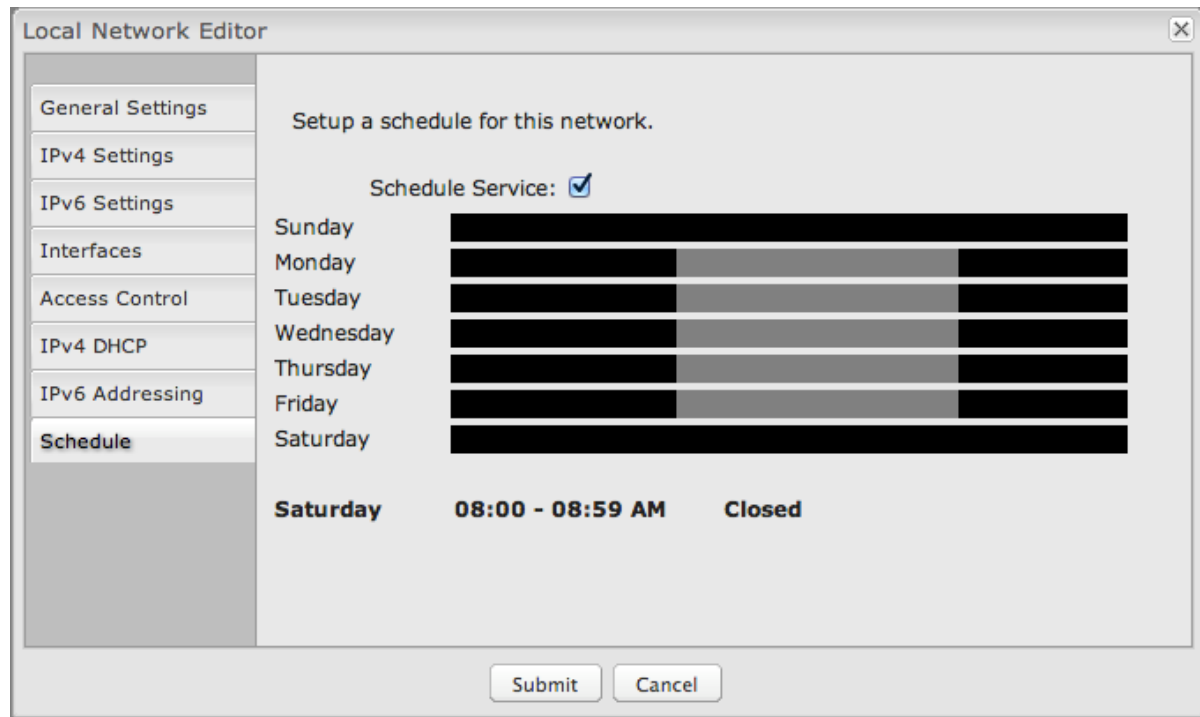 Local Network Editor
General Settings
IPv4 Settings
IPv6 Settings
Interfaces
Access Control
IPv4 DHCP
IPv6 Addressing
Schedule
Setup a schedule for this network.
Schedule Service:
Sunday
Monday
Tuesday
Wednesday
Thursday
Friday
Saturday
Saturday 08:00 - 08:59 AM Closed
Submit Cancel